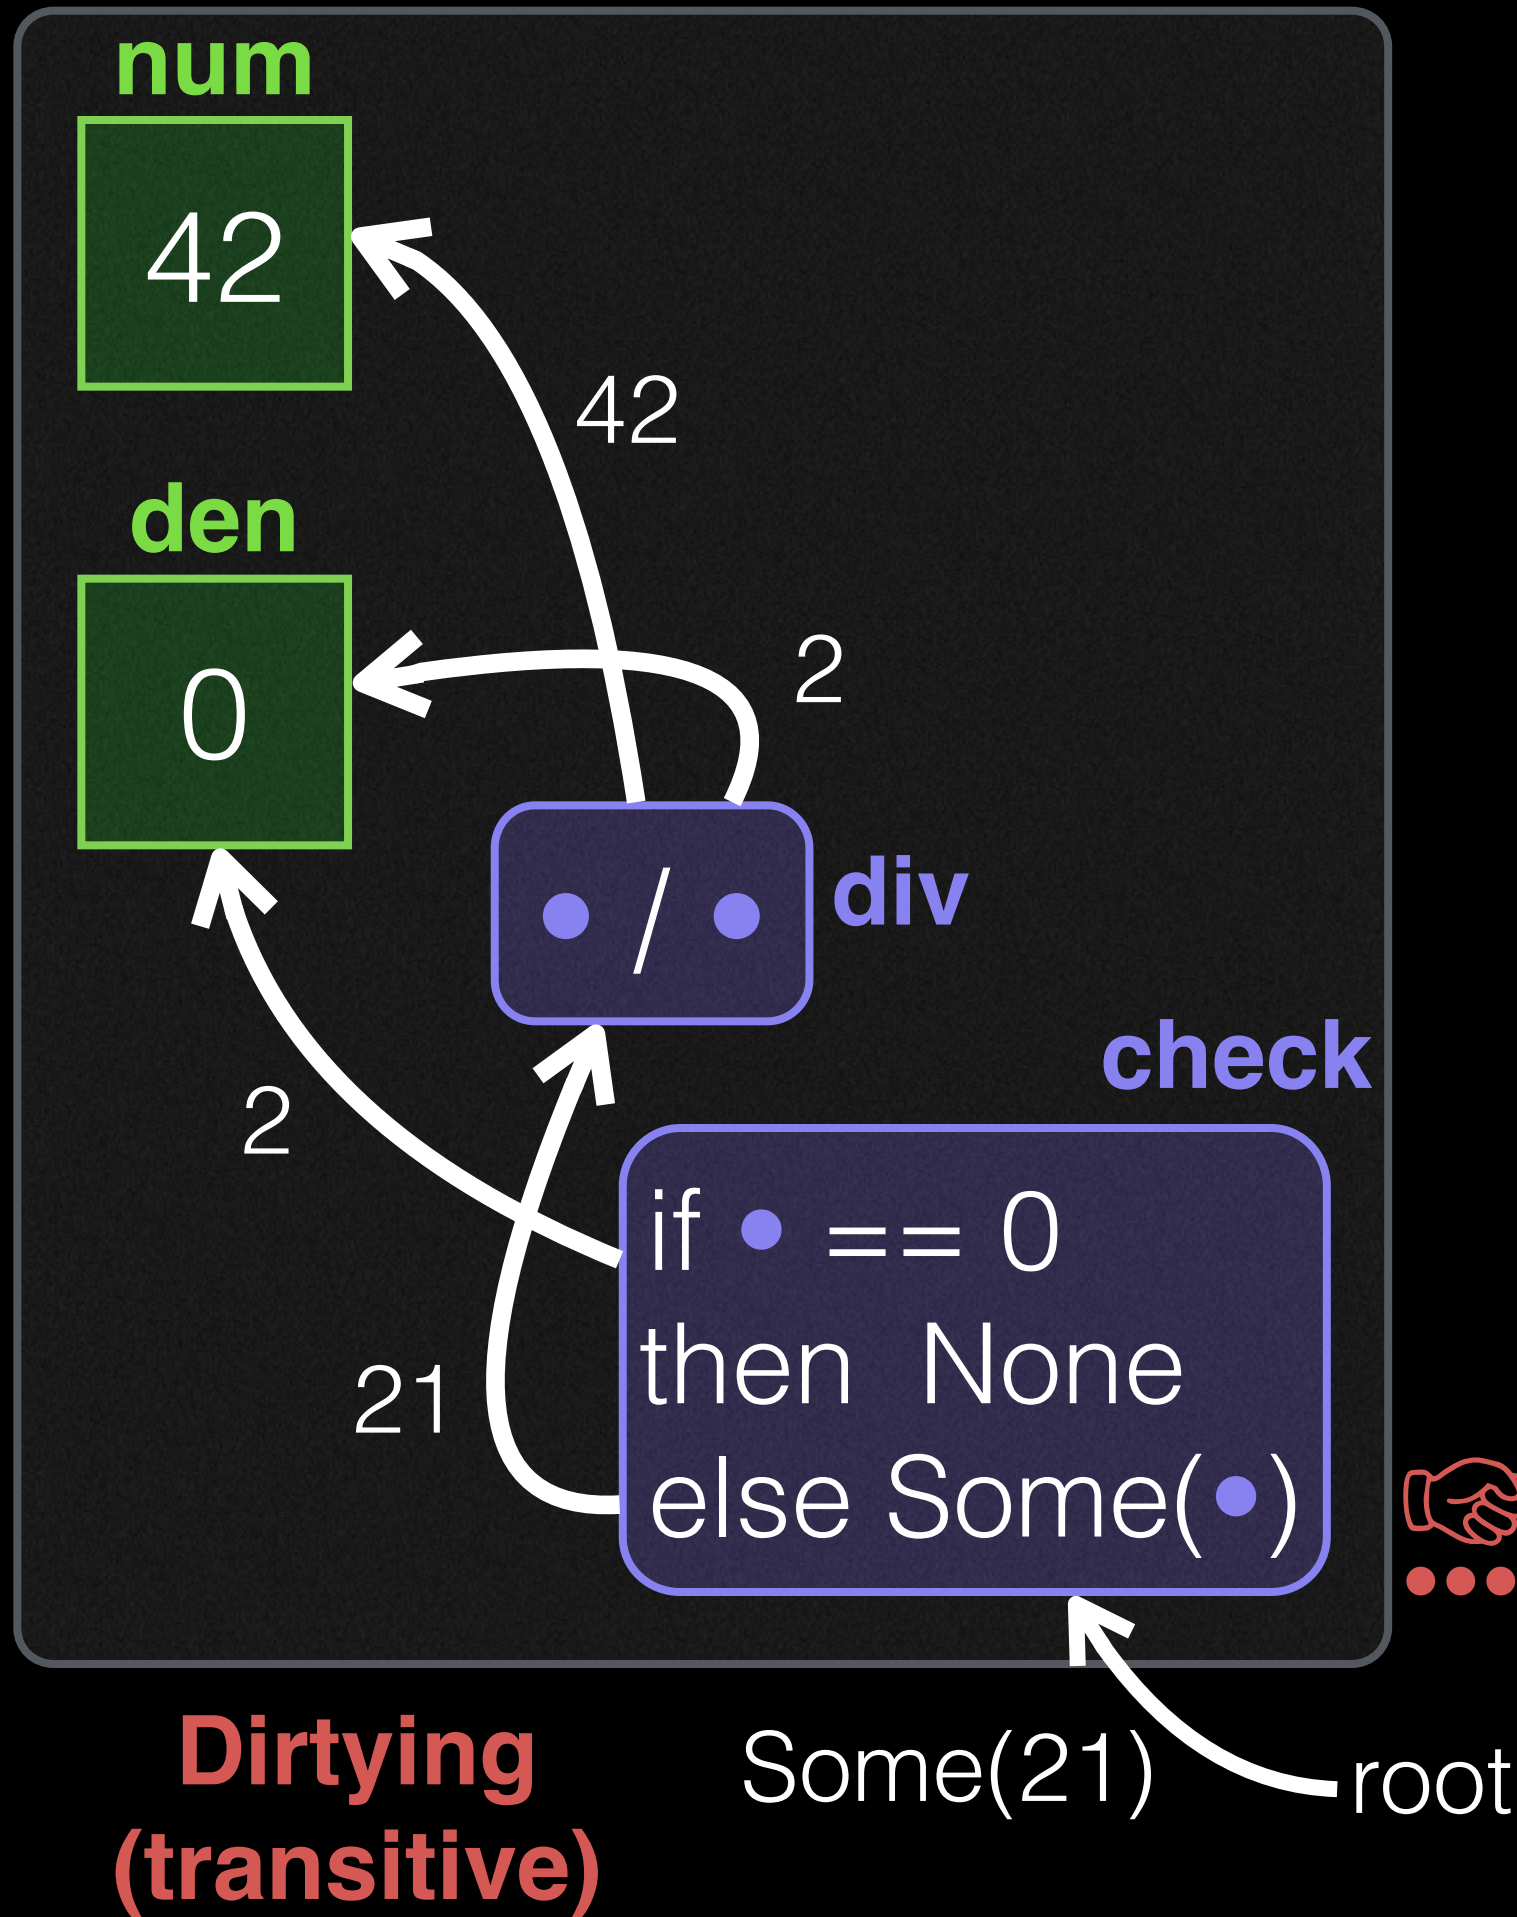 num
42
42
den
0
2
/
div
check
2
if • == 0
then None
21
else Some(•)
Some(21)
root
Dirtying
(transitive)